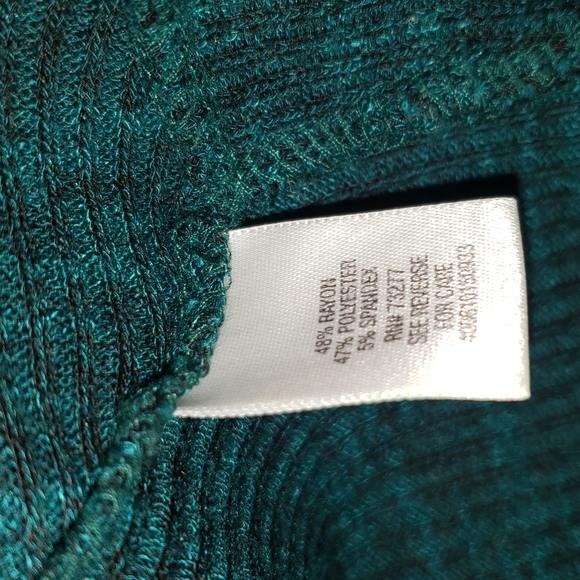 48% RAYON
47% POLYESTER
5% SPANDEX
RN# 73277
SEE REVERSE
FOR CARE